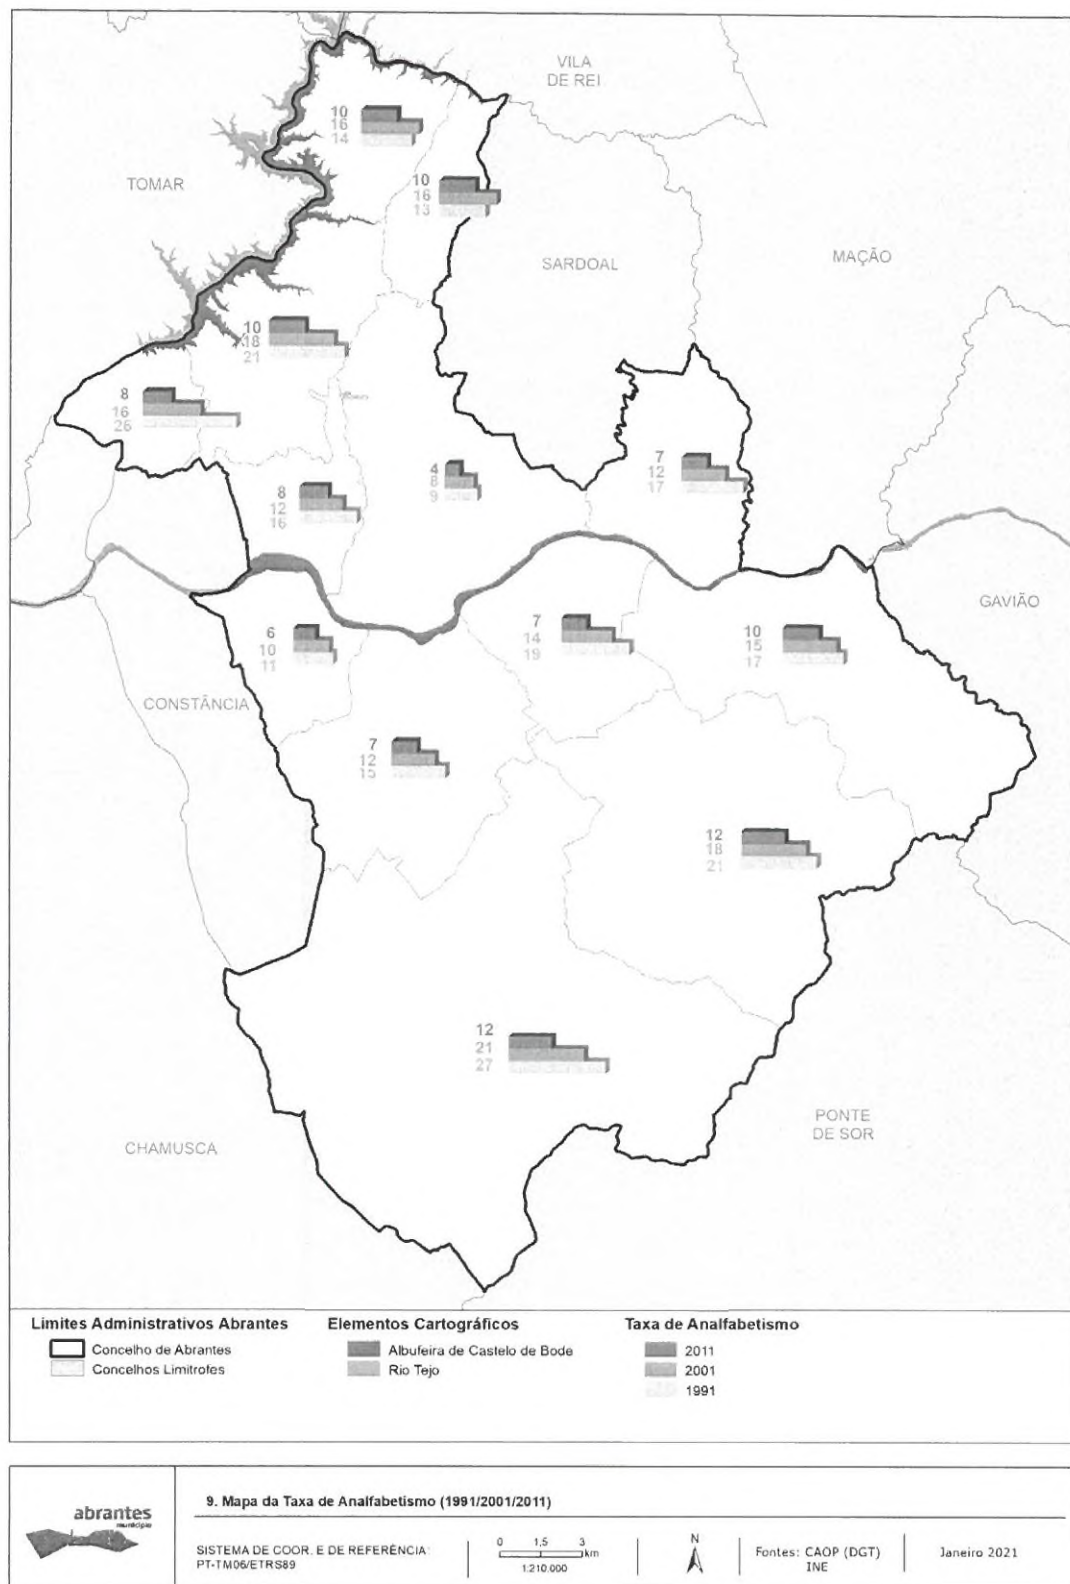 VILA
DE REI
10
16
14
TOMAR
10
16
13
SARDOAL
MAÇÃO
10
18
21
8
16
26
4
8
9
7
12
17
8
12
16
GAVIÃO
6
10
11
7
14
19
10
15
17
CONSTÂNCIA
7
12
15
12
18
21
12
21
27
CHAMUSCA
PONTE
DE SOR
Limites Administrativos Abrantes
Concelho de Abrantes
Concelhos Limitrofes
Elementos Cartográficos
Albufeira de Castelo de Bode
Rio Tejo
Taxa de Analfabetismo
2011
2001
1991
abrantes
município
9. Mapa da Taxa de Analfabetismo (1991/2001/2011)
SISTEMA DE COOR. E DE REFERÊNCIA:
PT-TM06/ETRS89
0 1,5 3
km
1:210.000
N
Fontes: CAOP (DGT)
INE
Janeiro 2021